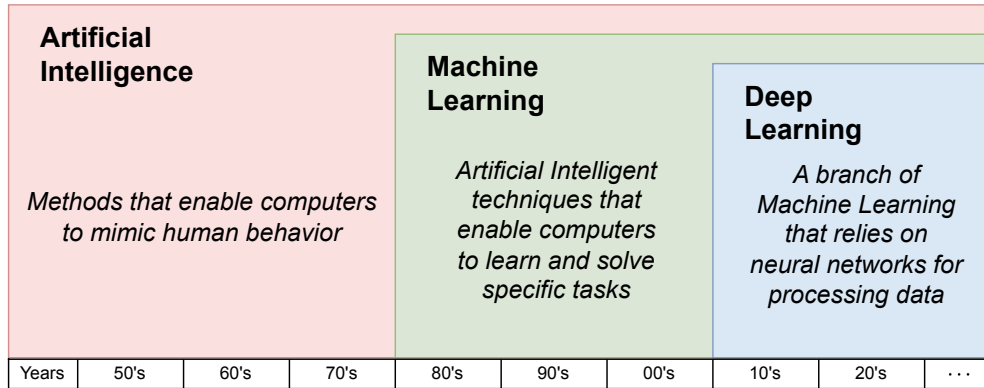 Artificial
Intelligence
Methods that enable computers
to mimic human behavior
Machine
Learning
Artificial Intelligent
techniques that
enable computers
to learn and solve
specific tasks
Deep
Learning
A branch of
Machine Learning
that relies on
neural networks for
processing data
Years 50's 60's 70's 80's 90's 00's 10's 20's ...